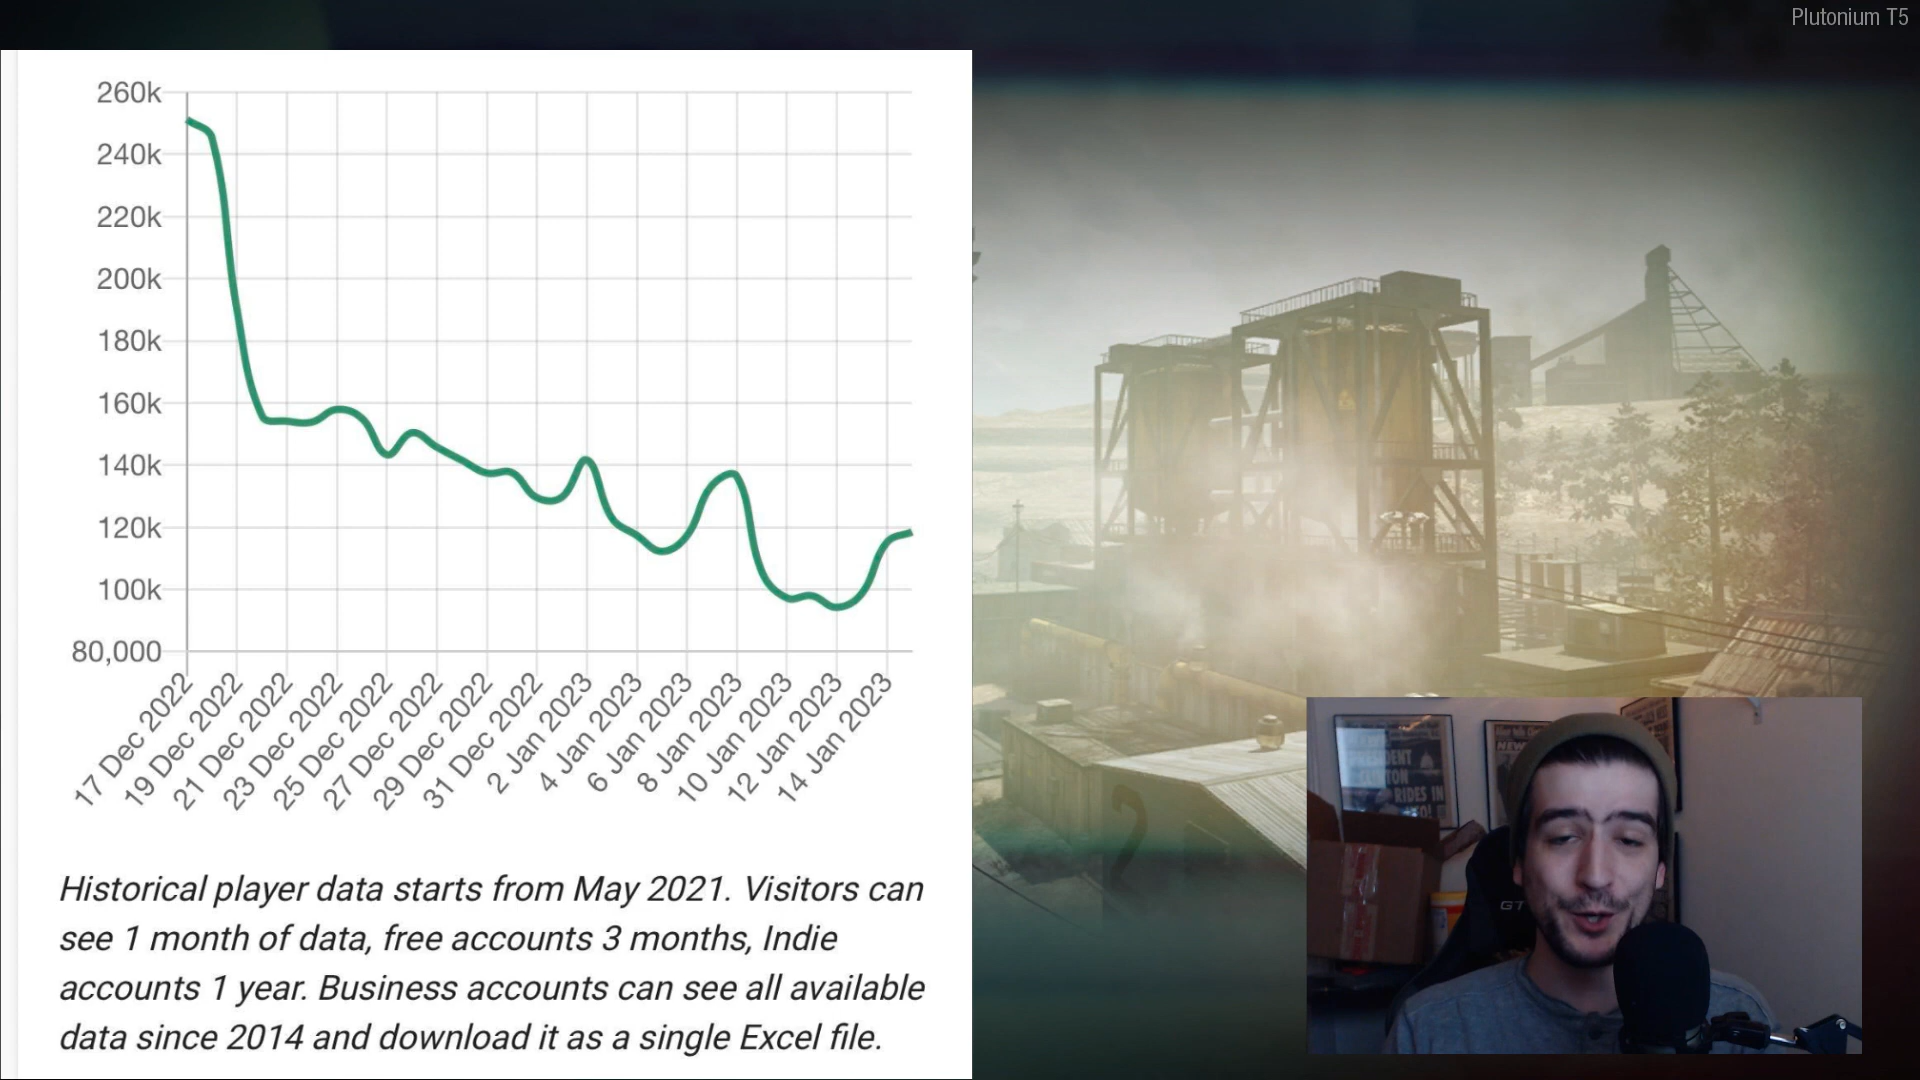 Plutonium T5
260k
240k
220k
200k
180k
160k
140k
120k
100k
80,000
17 Dec 2022
19 Dec 2022
21 Dec 2022
23 Dec 2022
25 Dec 2022
27 Dec 2022
29 Dec 2022
31 Dec 2022
2 Jan 2023
4 Jan 2023
6 Jan 2023
8 Jan 2023
10 Jan 2023
12 Jan 2023
14 Jan 2023
Historical player data starts from May 2021. Visitors can
see 1 month of data, free accounts 3 months, Indie
accounts 1 year. Business accounts can see all available
data since 2014 and download it as a single Excel file.
RIDES IN
GT